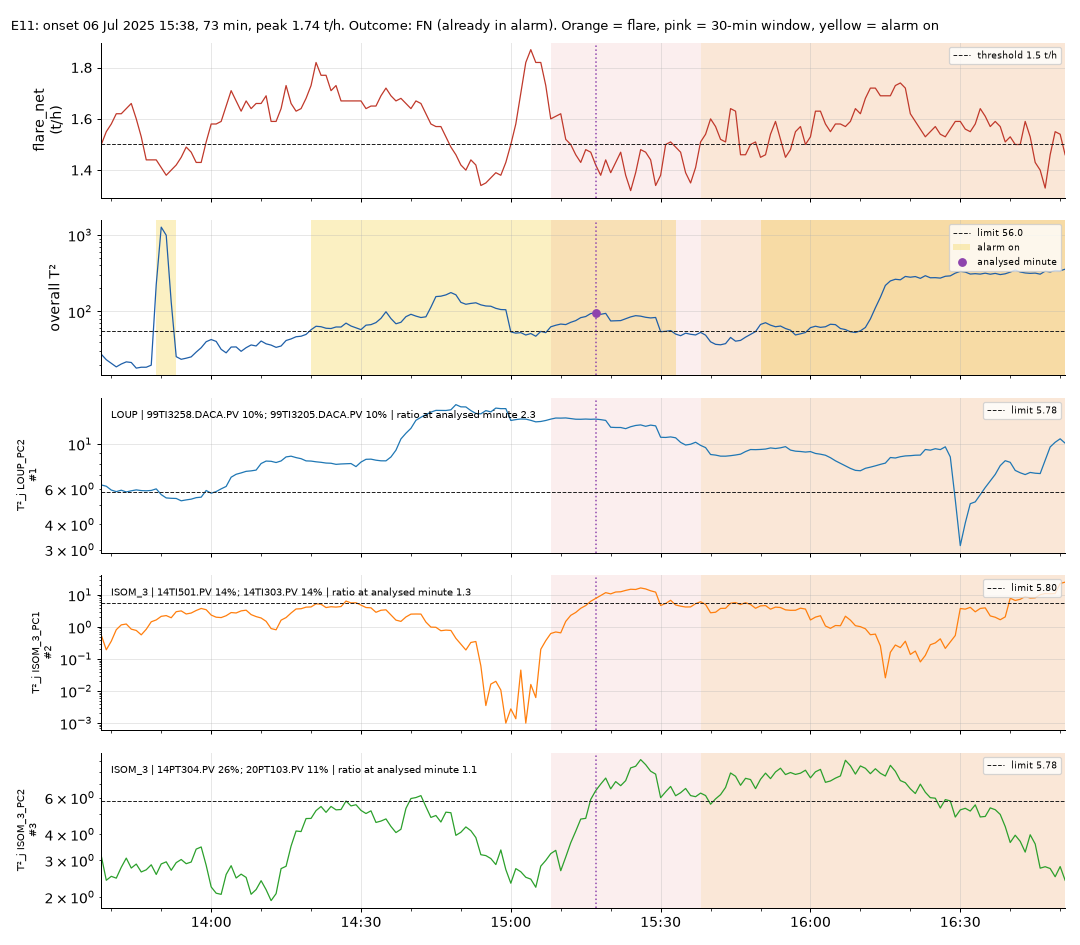 E11: onset 06 Jul 2025 15:38, 73 min, peak 1.74 t/h. Outcome: FN (already in alarm). Orange = flare, pink = 30-min window, yellow = alarm on
flare_net
(t/h)
1.8
1.6
1.4
threshold 1.5 t/h
overall T²
10³
10²
limit 56.0
alarm on
analysed minute
T²_j LOUP_PC2
#1
10¹
6 × 10⁰
4 × 10⁰
3 × 10⁰
LOUP | 99TI3258.DACA.PV 10%; 99TI3205.DACA.PV 10% | ratio at analysed minute 2.3
limit 5.78
T²_j ISOM_3_PC1
#2
10¹
10⁰
10⁻¹
10⁻²
10⁻³
ISOM_3 | 14TI501.PV 14%; 14TI303.PV 14% | ratio at analysed minute 1.3
limit 5.80
T²_j ISOM_3_PC2
#3
6 × 10⁰
4 × 10⁰
3 × 10⁰
2 × 10⁰
ISOM_3 | 14PT304.PV 26%; 20PT103.PV 11% | ratio at analysed minute 1.1
limit 5.78
14:00 14:30 15:00 15:30 16:00 16:30